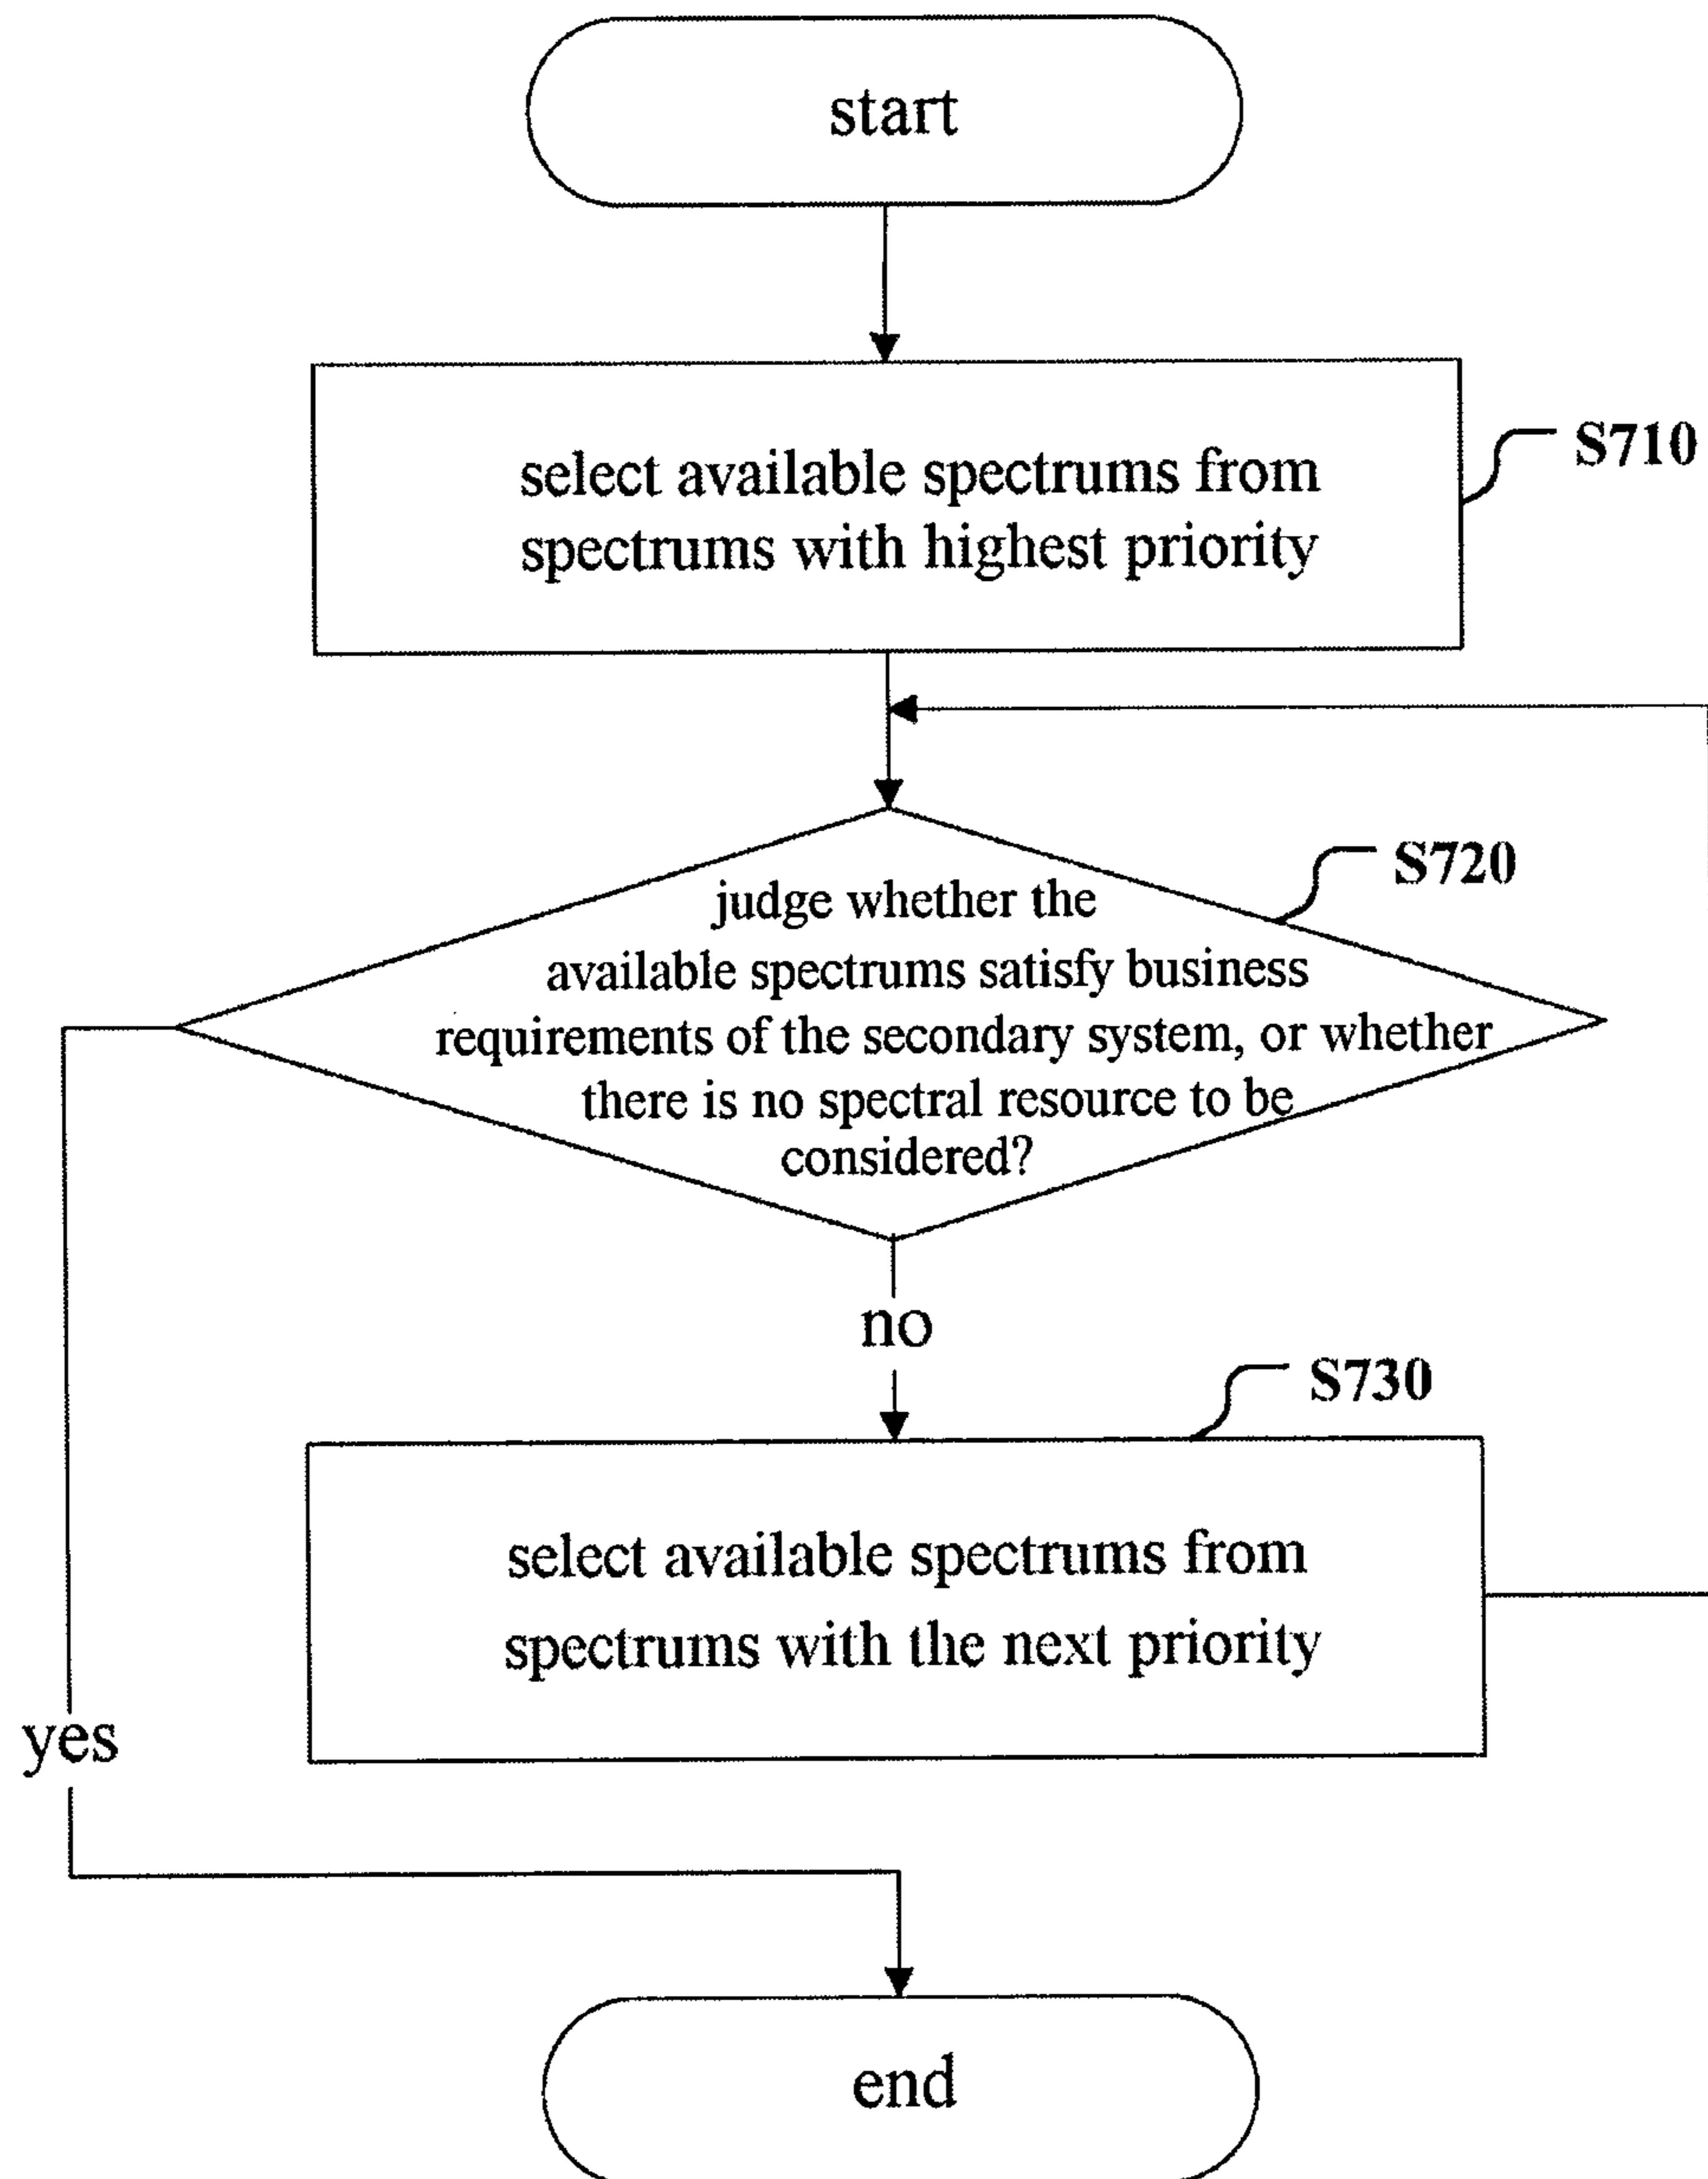 start
select available spectrums from
spectrums with highest priority
S710
S720
judge whether the
available spectrums satisfy business
requirements of the secondary system, or whether
there is no spectral resource to be
considered?
no
S730
select available spectrums from
spectrums with the next priority
yes
end